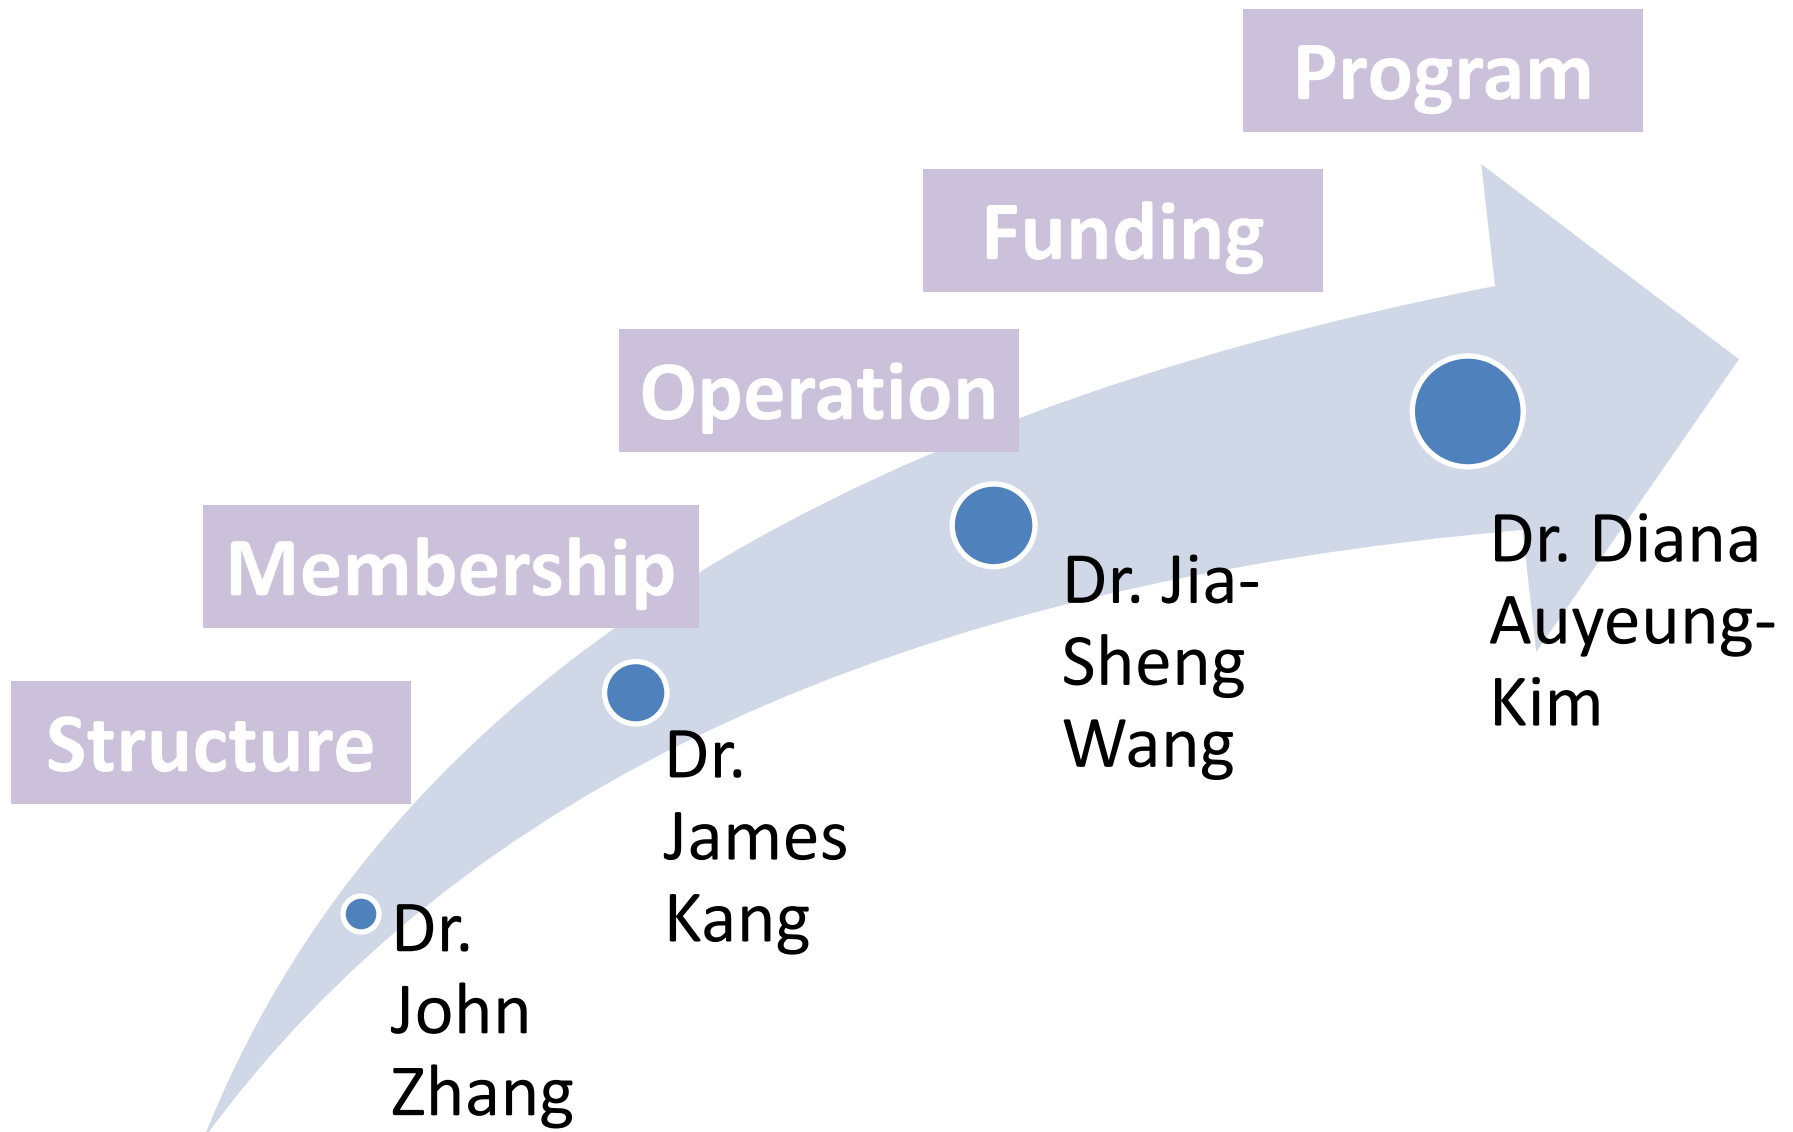 Program
Funding
Operation
Membership
Structure
Dr.
John
Zhang
Dr.
James
Kang
Dr. Jia-
Sheng
Wang
Dr. Diana
Auyeung-
Kim